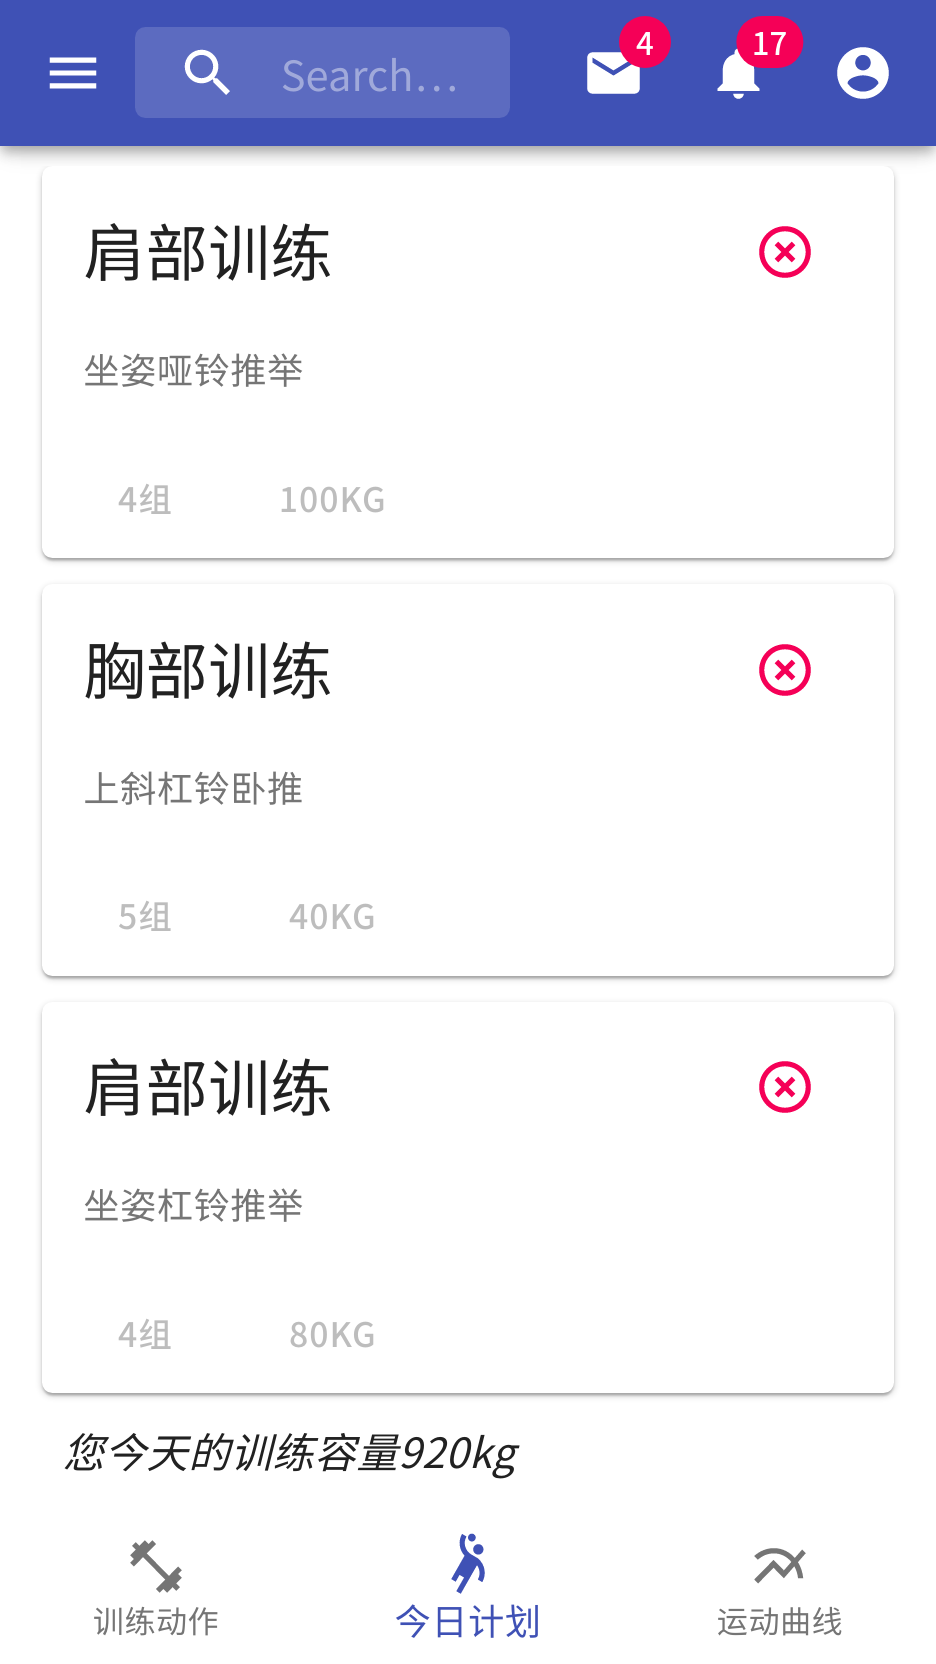 Search…
4
17
肩部训练
坐姿哑铃推举
4组 100KG
胸部训练
上斜杠铃卧推
5组 40KG
肩部训练
坐姿杠铃推举
4组 80KG
您今天的训练容量920kg
训练动作 今日计划 运动曲线